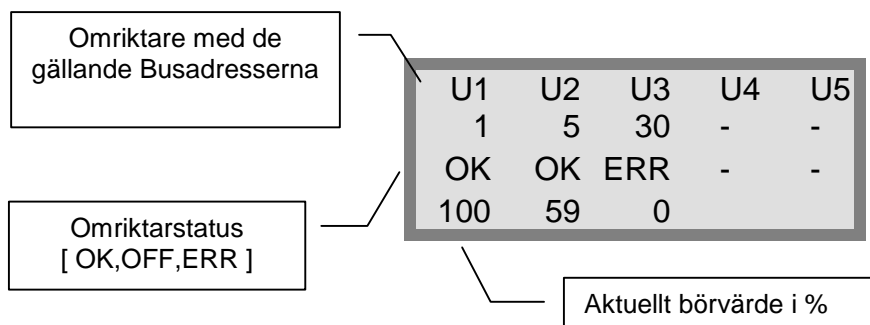 Omriktare med de
gällande Busadresserna
U1 U2 U3 U4 U5
1 5 30 - -
OK OK ERR - -
100 59 0
Omriktarstatus
[ OK,OFF,ERR ]
Aktuellt börvärde i %